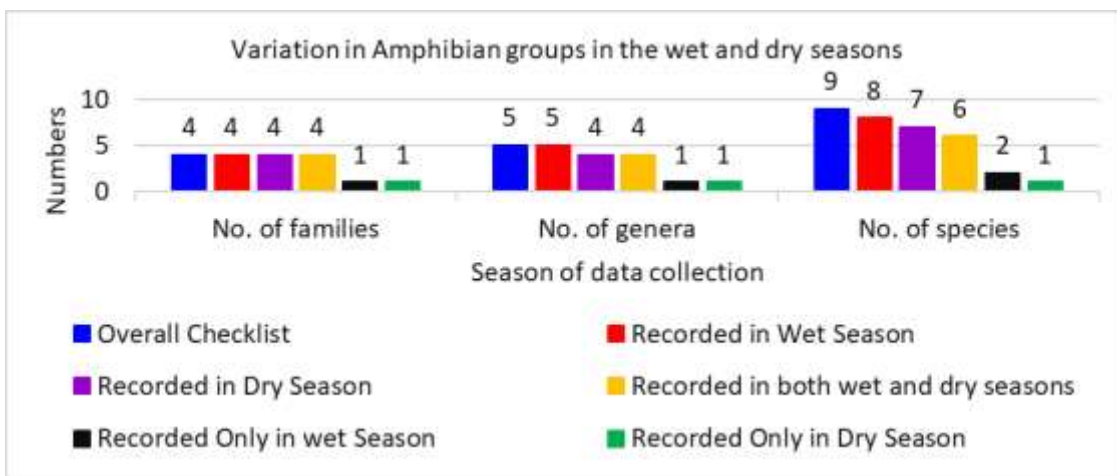 Variation in Amphibian groups in the wet and dry seasons
Numbers
10
5
0
4 4 4 4 1 1
5 5 4 4 1 1
9 8 7 6 2 1
No. of families No. of genera No. of species
Season of data collection
Overall Checklist Recorded in Wet Season
Recorded in Dry Season Recorded in both wet and dry seasons
Recorded Only in wet Season Recorded Only in Dry Season